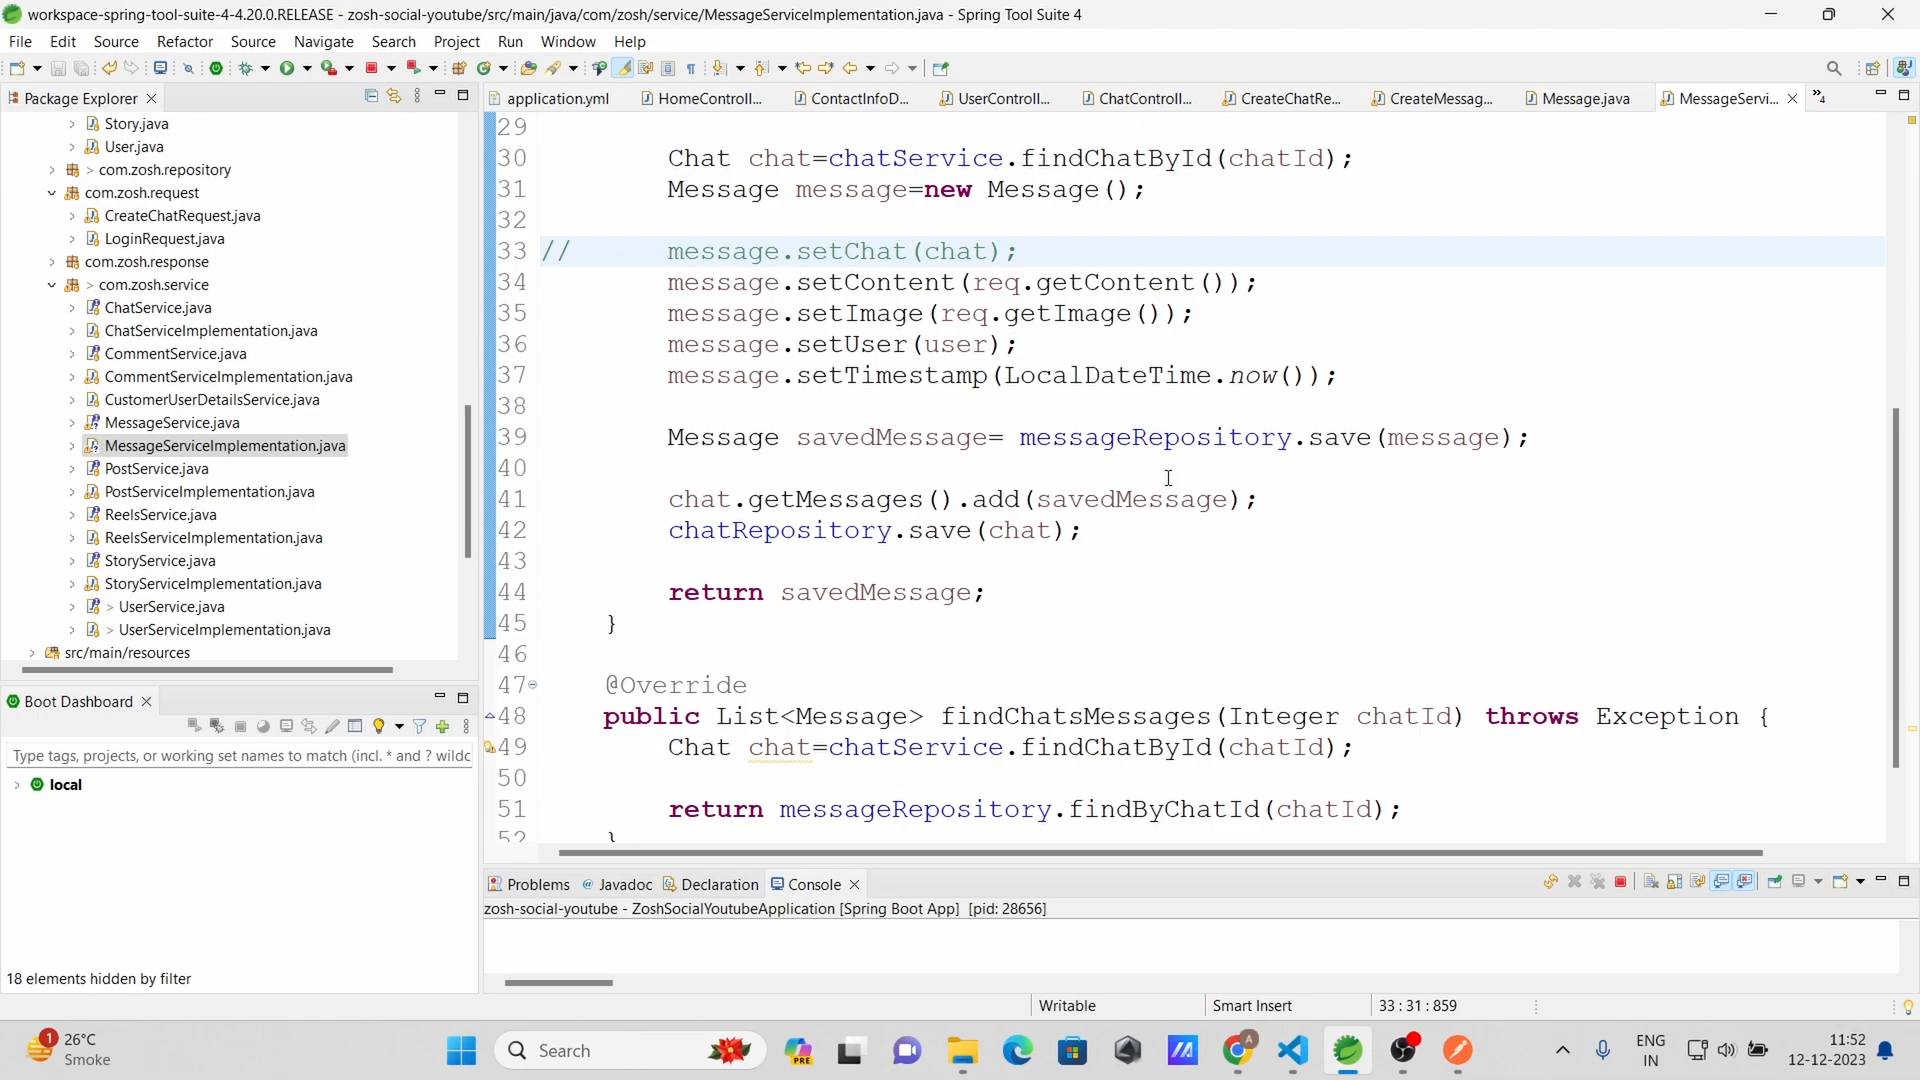 workspace-spring-tool-suite-4-4.20.0.RELEASE - zosh-social-youtube/src/main/java/com/zosh/service/MessageServiceImplementation.java - Spring Tool Suite 4
File Edit Source Refactor Source Navigate Search Project Run Window Help
Package Explorer
Story.java
User.java
> com.zosh.repository
com.zosh.request
CreateChatRequest.java
LoginRequest.java
com.zosh.response
> com.zosh.service
ChatService.java
ChatServiceImplementation.java
CommentService.java
CommentServiceImplementation.java
CustomerUserDetailsService.java
MessageService.java
MessageServiceImplementation.java
PostService.java
PostServiceImplementation.java
ReelsService.java
ReelsServiceImplementation.java
StoryService.java
StoryServiceImplementation.java
> UserService.java
> UserServiceImplementation.java
src/main/resources
Boot Dashboard
Type tags, projects, or working set names to match (incl. * and ? wildc
local
18 elements hidden by filter
application.yml HomeControll... ContactInfoD... UserControll... ChatControll... CreateChatRe... CreateMessag... Message.java MessageServi... »4
29
30 Chat chat=chatService.findChatById(chatId);
31 Message message=new Message();
32
33 // message.setChat(chat);
34 message.setContent(req.getContent());
35 message.setImage(req.getImage());
36 message.setUser(user);
37 message.setTimestamp(LocalDateTime.now());
38
39 Message savedMessage= messageRepository.save(message);
40
41 chat.getMessages().add(savedMessage);
42 chatRepository.save(chat);
43
44 return savedMessage;
45 }
46
47 @Override
48 public List<Message> findChatsMessages(Integer chatId) throws Exception {
49 Chat chat=chatService.findChatById(chatId);
50
51 return messageRepository.findByChatId(chatId);
52 }
Problems @ Javadoc Declaration Console
zosh-social-youtube - ZoshSocialYoutubeApplication [Spring Boot App] [pid: 28656]
Writable Smart Insert 33 : 31 : 859
1
26°C
Smoke
Search
PRE
A
ENG
IN
11:52
12-12-2023